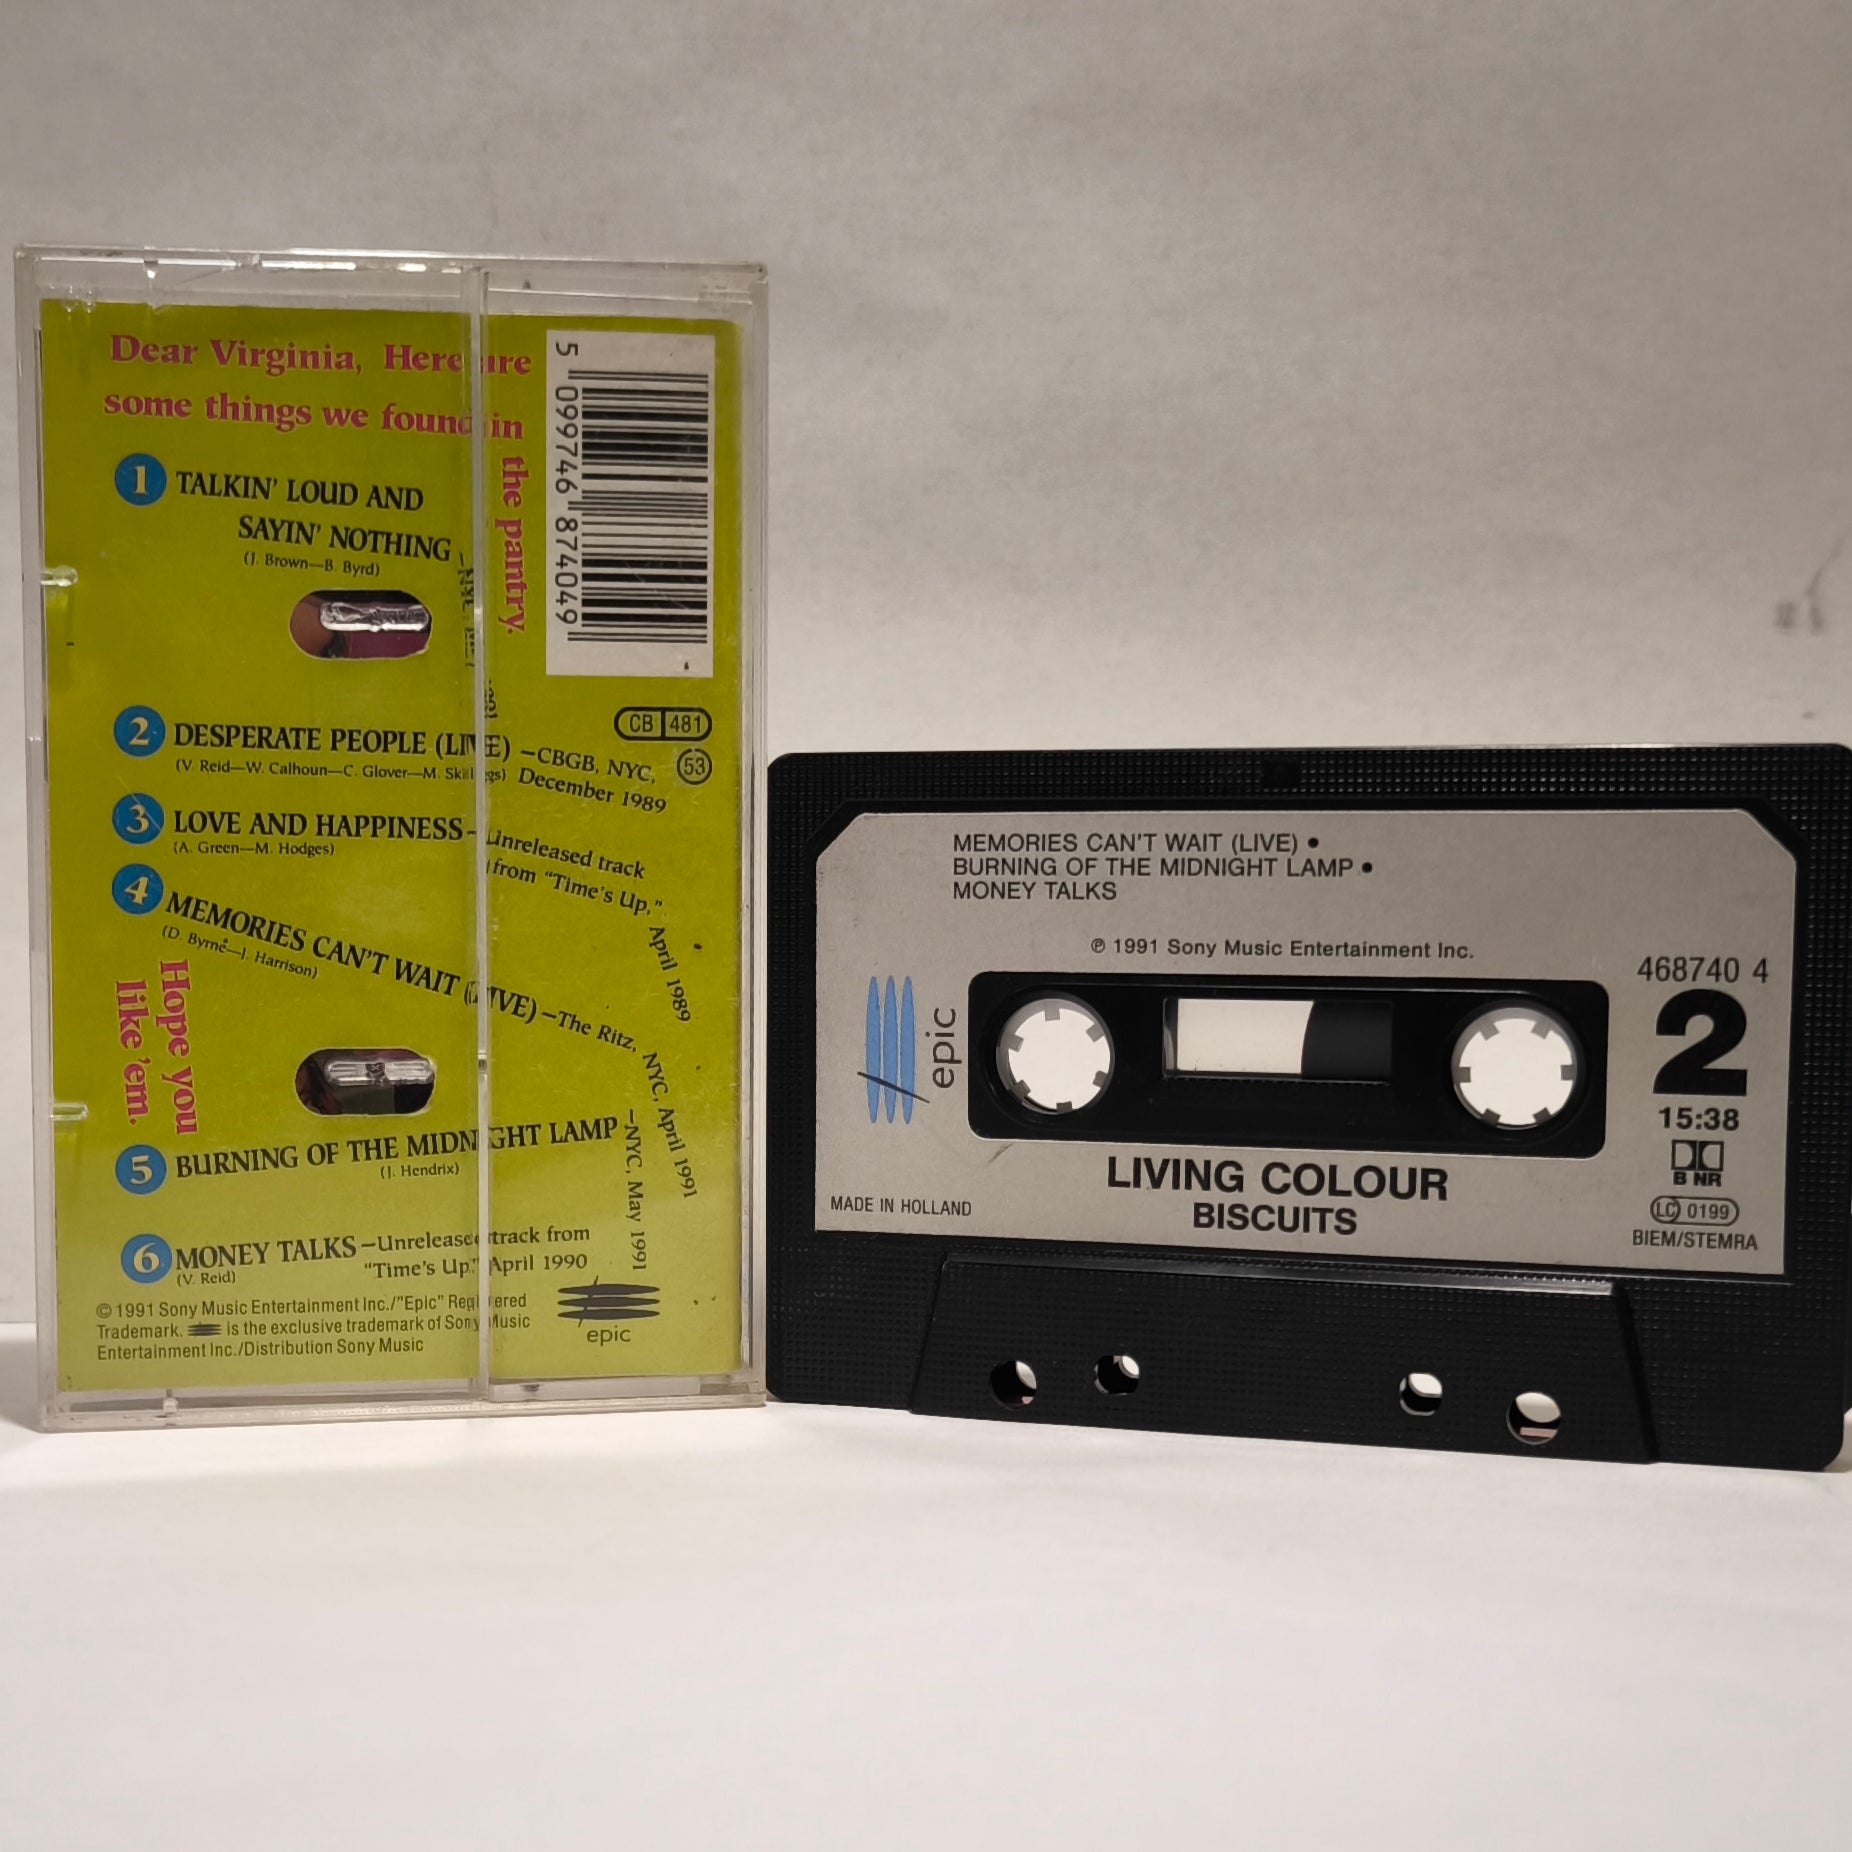 Dear Virginia, Here are
some things we found in
the pantry.
1 TALKIN' LOUD AND
SAYIN' NOTHING
(J. Brown—B. Byrd)
2 DESPERATE PEOPLE (LIVE) –CBGB, NYC,
(V. Reid—W. Calhoun—C. Glover—M. Skillings) December 1989
3 LOVE AND HAPPINESS– Unreleased track
(A. Green—M. Hodges)
from "Time's Up,"
April 1989
4 MEMORIES CAN'T WAIT (LIVE) –The Ritz, NYC, April 1991
(D. Byrne—J. Harrison)
Hope you
like 'em.
5 BURNING OF THE MIDNIGHT LAMP –NYC, May 1991
(J. Hendrix)
6 MONEY TALKS –Unreleased track from
(V. Reid)
"Time's Up," April 1990
© 1991 Sony Music Entertainment Inc./"Epic" Registered
Trademark. is the exclusive trademark of Sony Music
Entertainment Inc./Distribution Sony Music
epic
5 099746 874049
CB 481
53
MEMORIES CAN'T WAIT (LIVE) •
BURNING OF THE MIDNIGHT LAMP •
MONEY TALKS
℗ 1991 Sony Music Entertainment Inc.
468740 4
epic
2
15:38
B NR
LC 0199
BIEM/STEMRA
LIVING COLOUR
BISCUITS
MADE IN HOLLAND